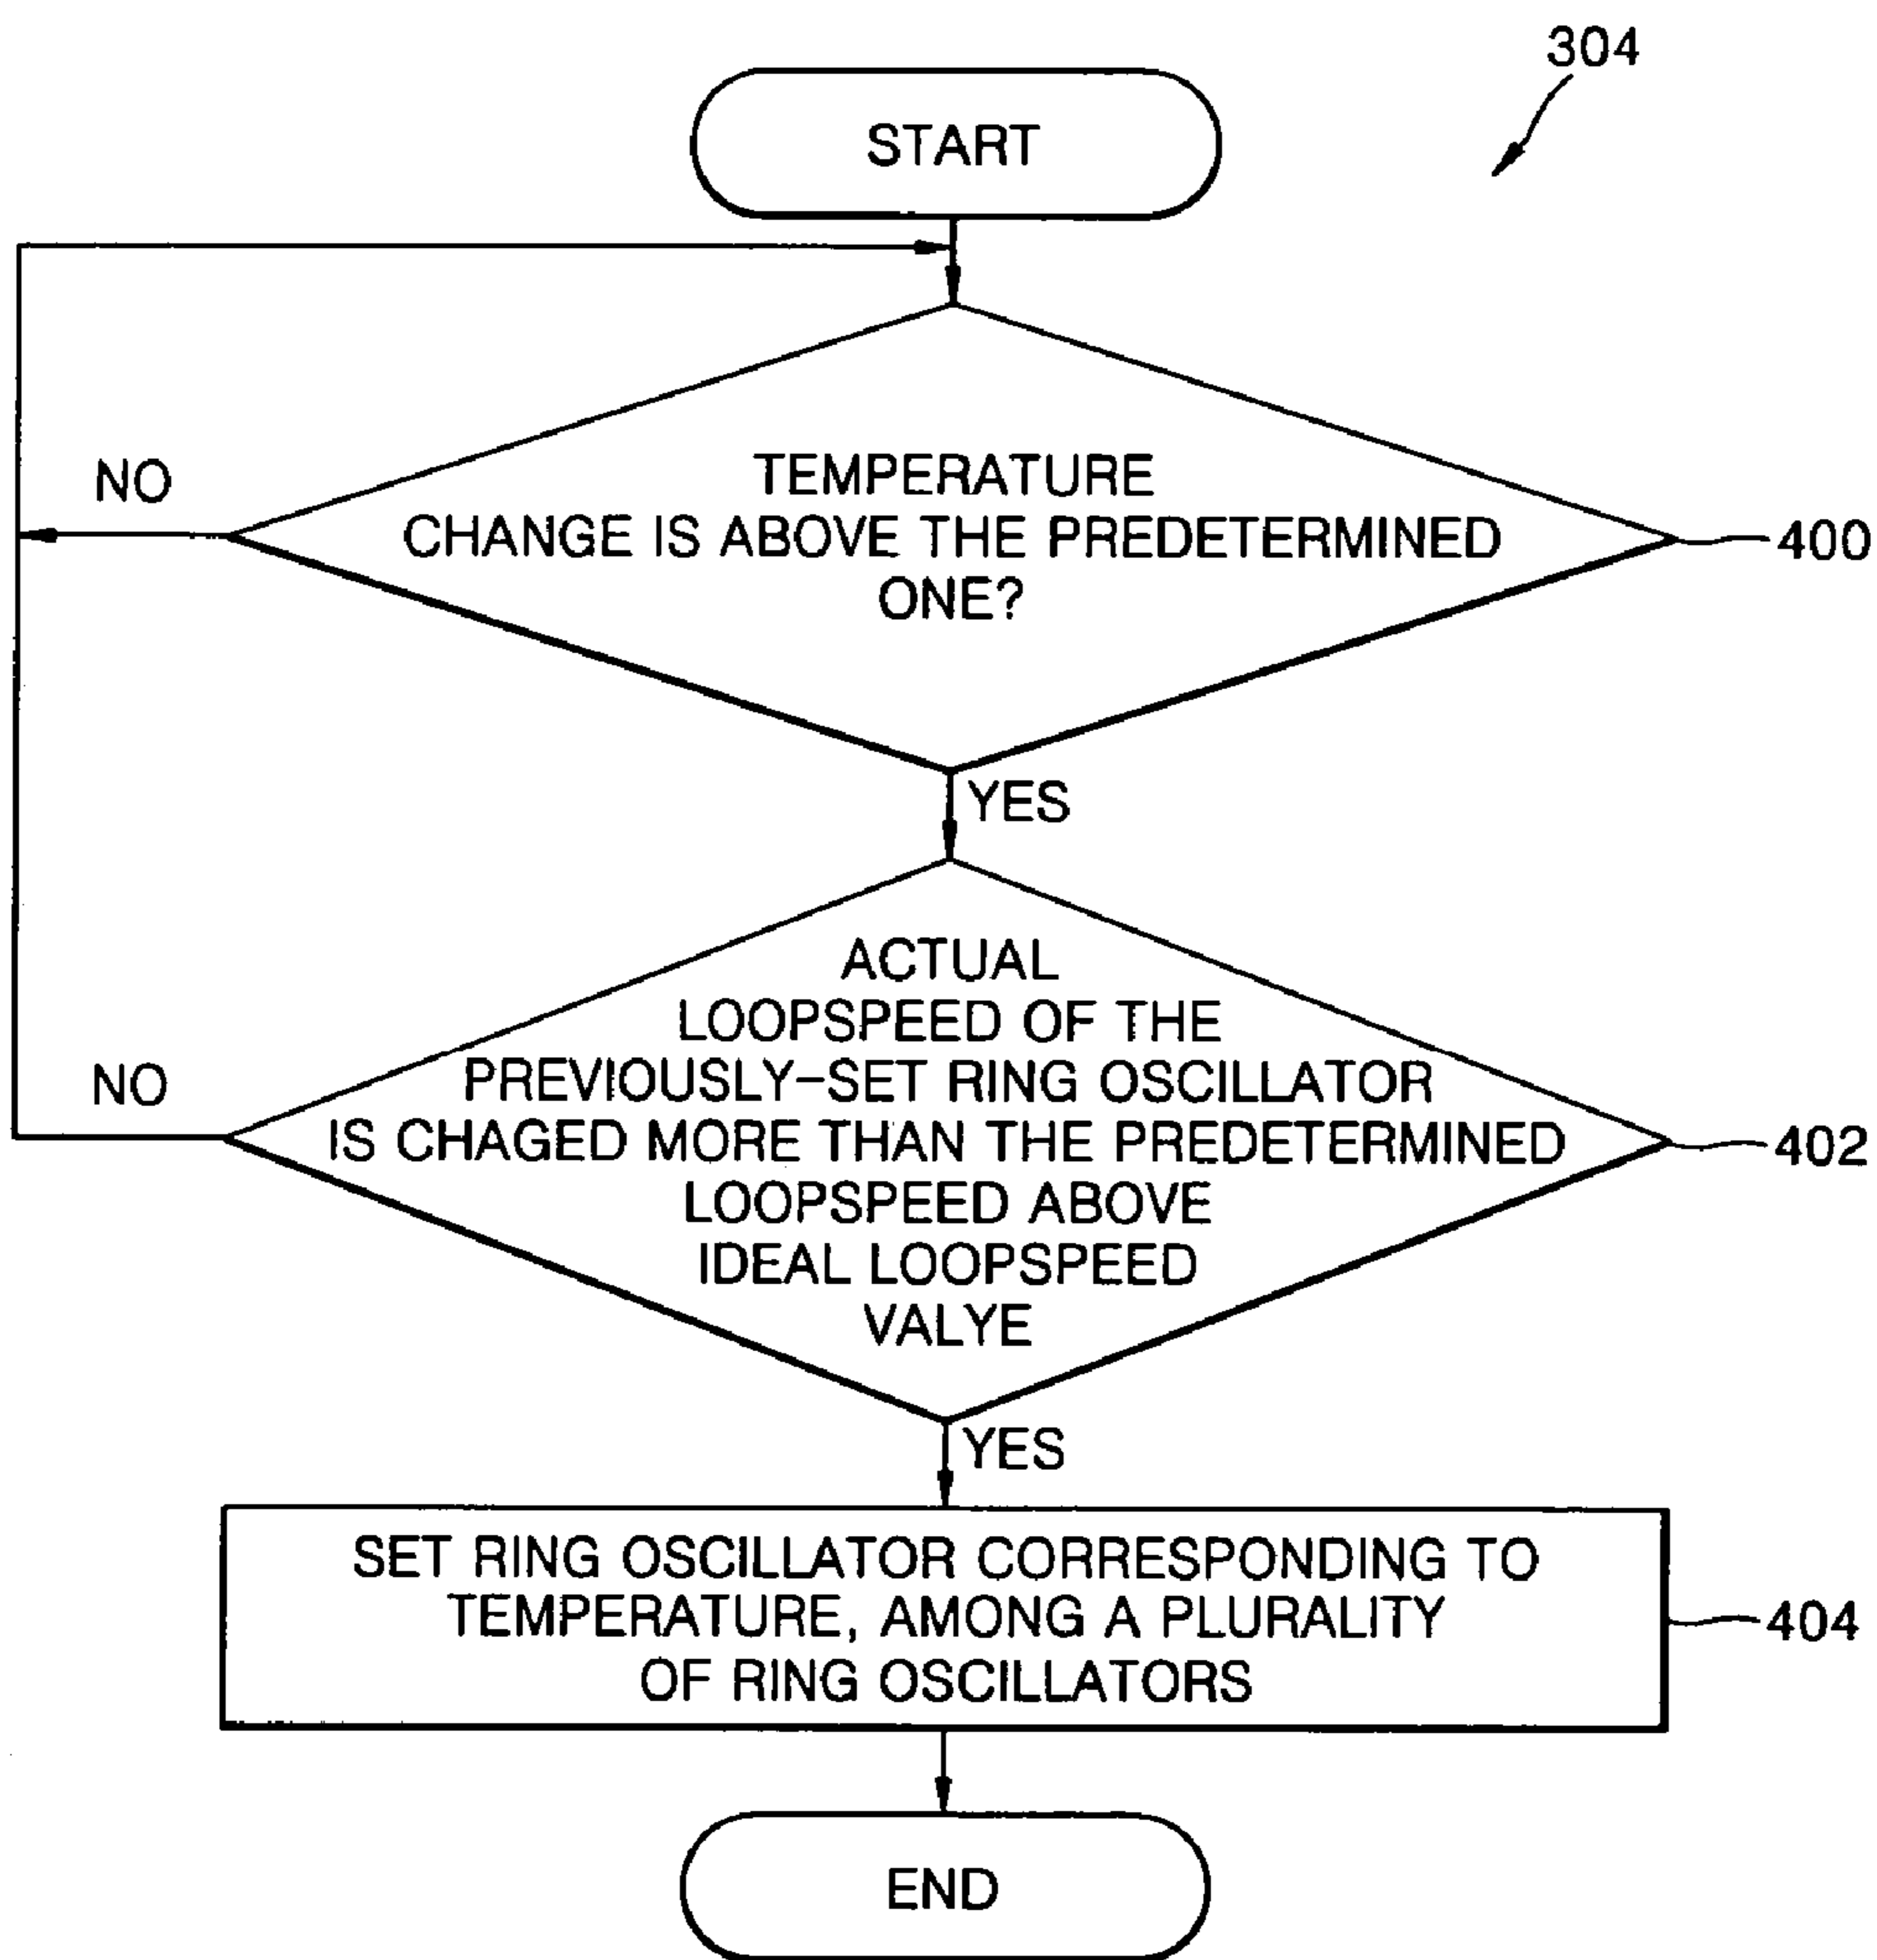 304
START
TEMPERATURE
CHANGE IS ABOVE THE PREDETERMINED
ONE?
NO
400
YES
ACTUAL
LOOPSPEED OF THE
PREVIOUSLY-SET RING OSCILLATOR
IS CHAGED MORE THAN THE PREDETERMINED
LOOPSPEED ABOVE
IDEAL LOOPSPEED
VALYE
NO
402
YES
SET RING OSCILLATOR CORRESPONDING TO
TEMPERATURE, AMONG A PLURALITY
OF RING OSCILLATORS
404
END